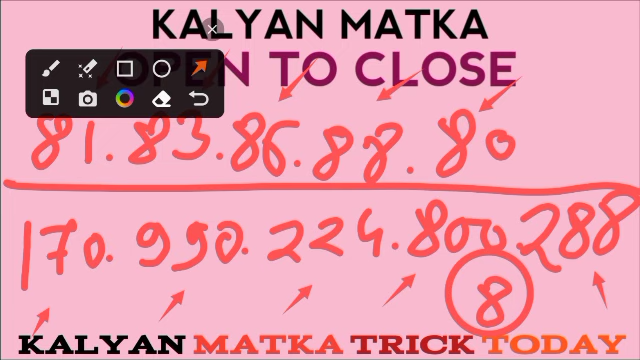 KALYAN MATKA
OPEN TO CLOSE
81.83.86.88.80
170.990.224.800.288
8
KALYAN MATKA TRICK TODAY